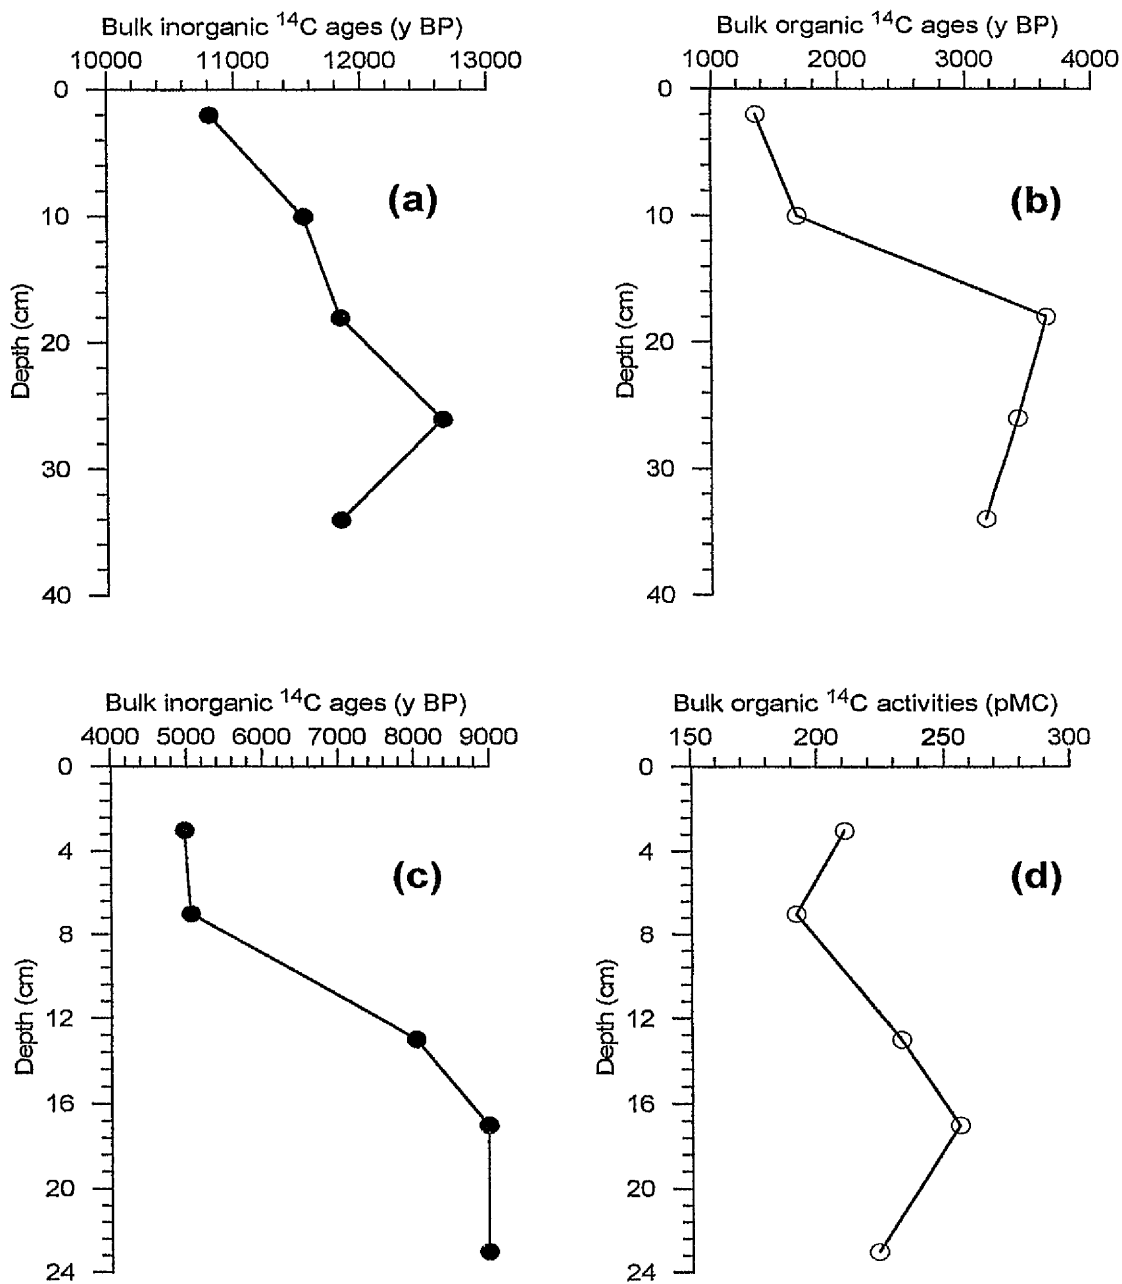 Bulk inorganic ¹⁴C ages (y BP)
10000 11000 12000 13000
0
10
20
30
40
Depth (cm)
(a)
Bulk organic ¹⁴C ages (y BP)
1000 2000 3000 4000
0
10
20
30
40
Depth (cm)
(b)
Bulk inorganic ¹⁴C ages (y BP)
4000 5000 6000 7000 8000 9000
0
4
8
12
16
20
24
Depth (cm)
(c)
Bulk organic ¹⁴C activities (pMC)
150 200 250 300
0
4
8
12
16
20
24
Depth (cm)
(d)